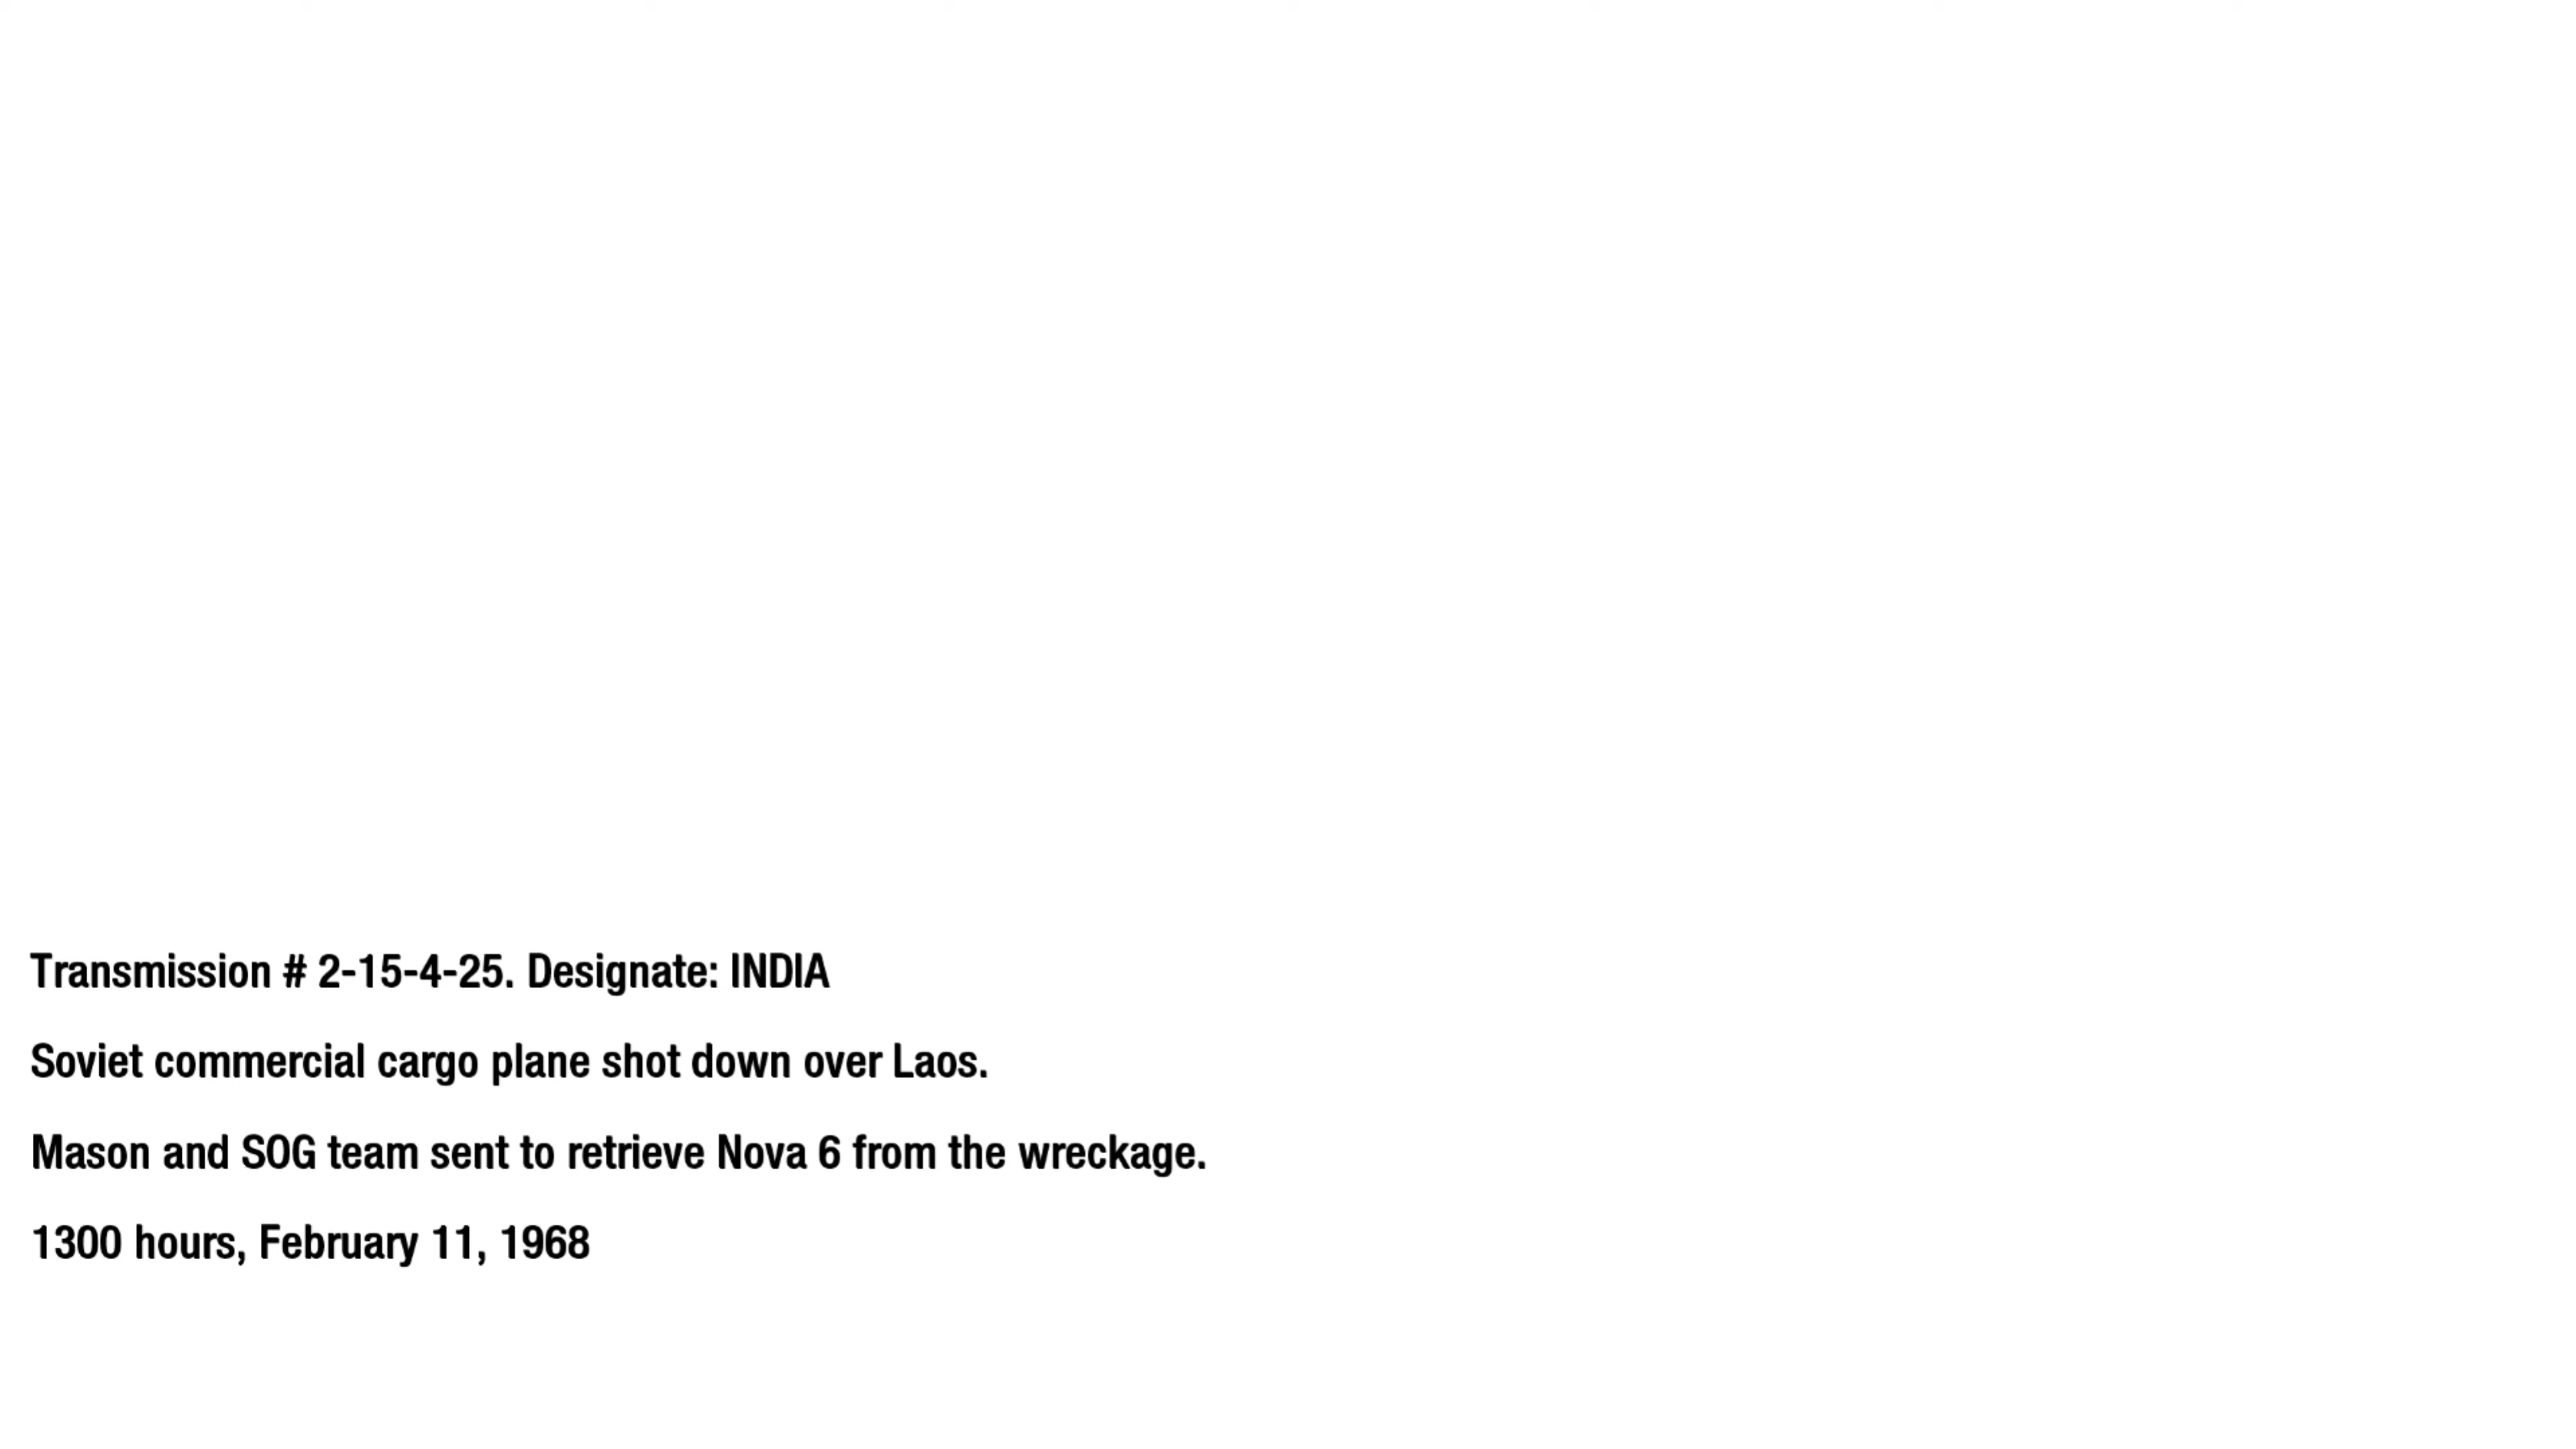 Transmission # 2-15-4-25. Designate: INDIA
Soviet commercial cargo plane shot down over Laos.
Mason and SOG team sent to retrieve Nova 6 from the wreckage.
1300 hours, February 11, 1968